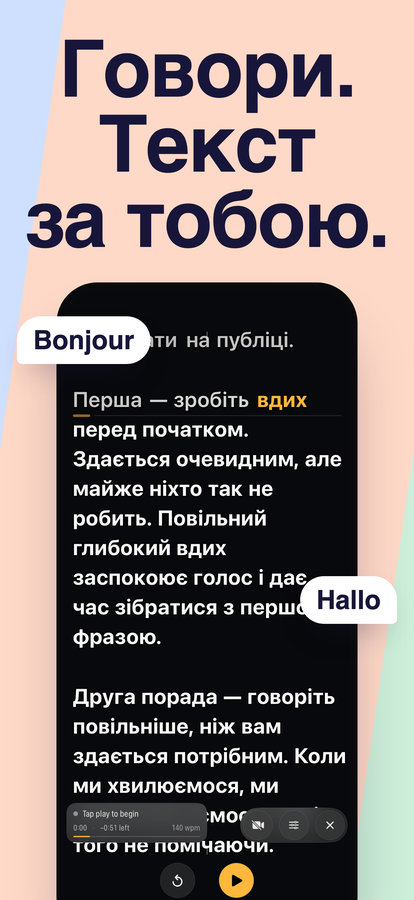 Говори.
Текст
за тобою.
Bonjour
на публіці.
Перша — зробіть вдих
перед початком.
Здається очевидним, але
майже ніхто так не
робить. Повільний
глибокий вдих
заспокоює голос і дає
Hallo
час зібратися з першою
фразою.
Друга порада — говоріть
повільніше, ніж вам
здається потрібним. Коли
ми хвилюємося, ми
Tap play to begin
0:00 −0:51 left 140 wpm
того не помічаючи.